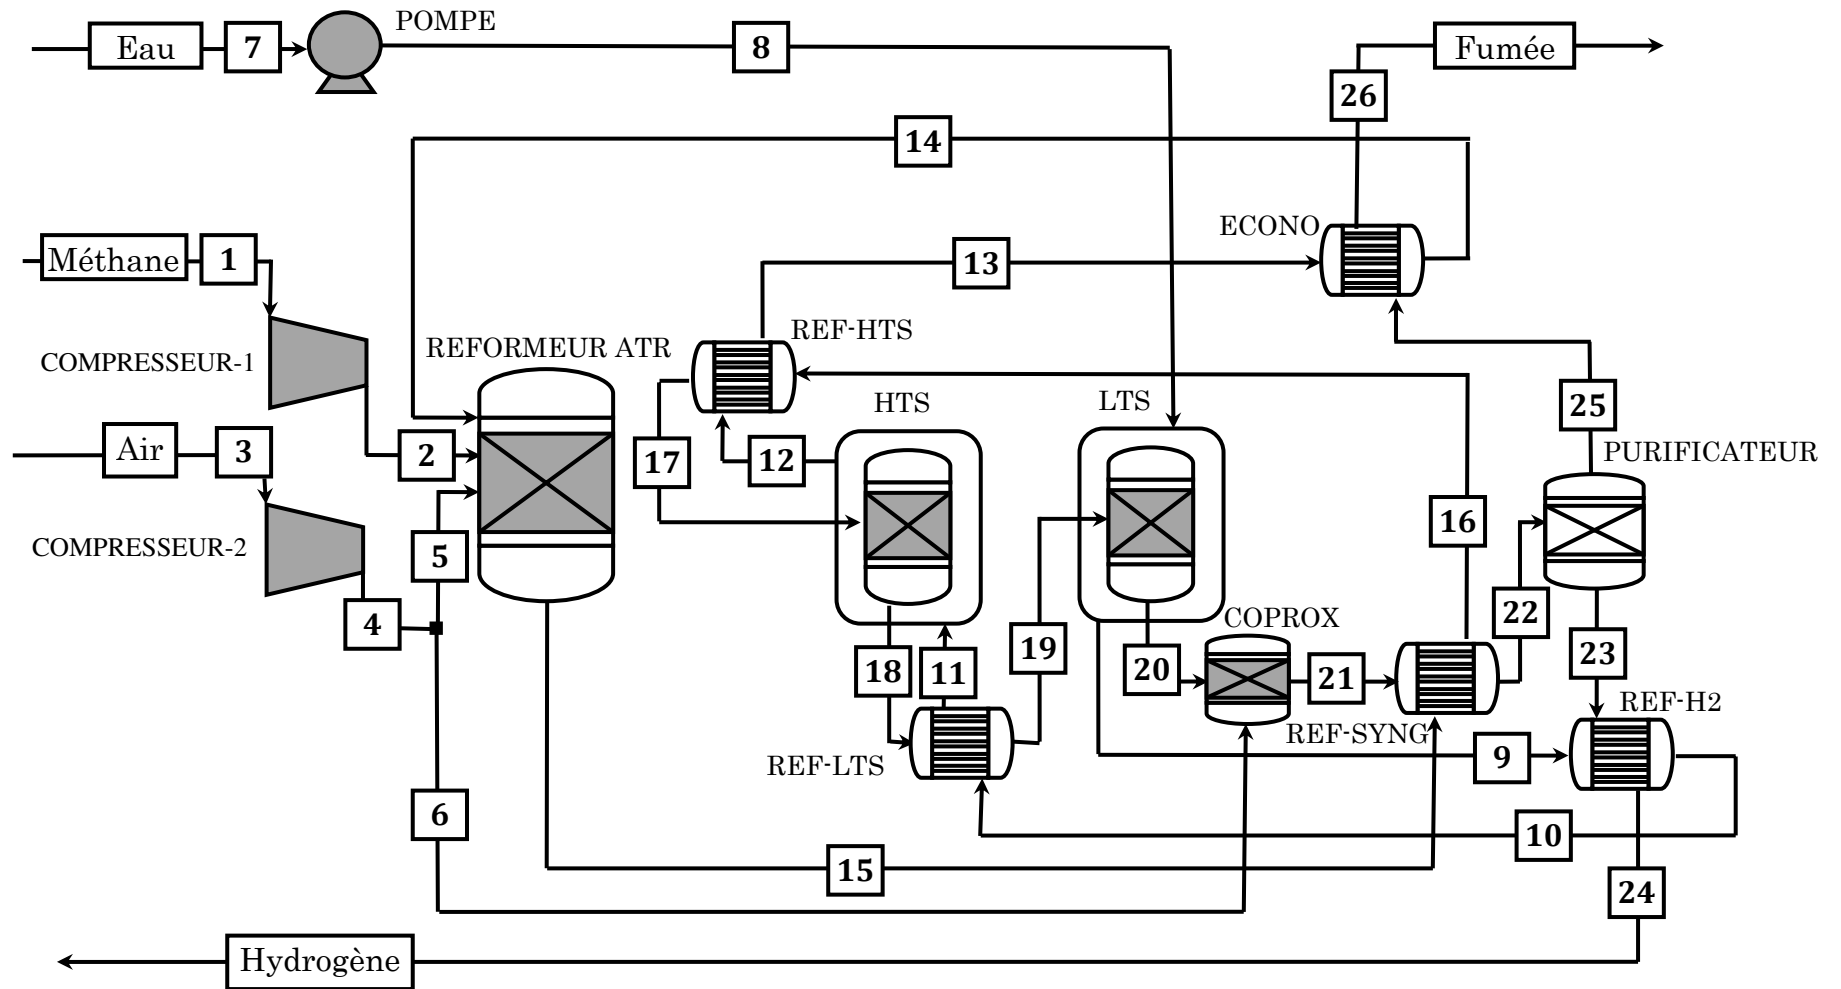 POMPE
Eau
7
8
Fumée
26
14
ECONO
Méthane
1
13
REF-HTS
COMPRESSEUR-1
REFORMEUR ATR
HTS
LTS
25
Air
3
2
17
12
PURIFICATEUR
16
COMPRESSEUR-2
5
4
COPROX
22
18
11
19
20
21
23
REF-H2
REF-SYNG
REF-LTS
9
6
10
15
24
Hydrogène